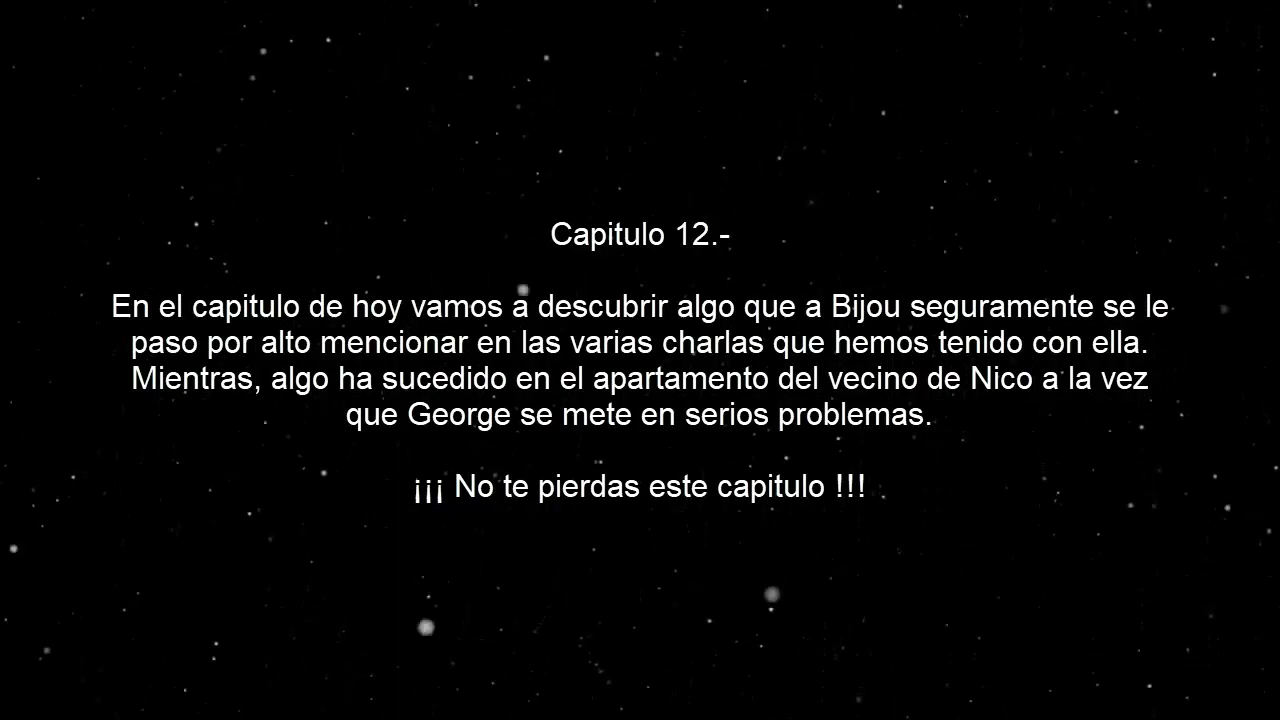 Capitulo 12.-
En el capitulo de hoy vamos a descubrir algo que a Bijou seguramente se le
paso por alto mencionar en las varias charlas que hemos tenido con ella.
Mientras, algo ha sucedido en el apartamento del vecino de Nico a la vez
que George se mete en serios problemas.
¡¡¡ No te pierdas este capitulo !!!